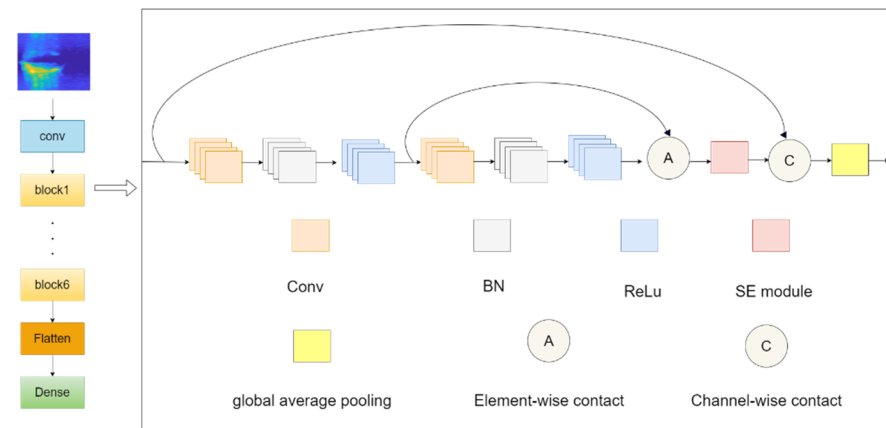 conv
block1
.
.
.
block6
Flatten
Dense
A
C
Conv
BN
ReLu
SE module
A
C
global average pooling
Element-wise contact
Channel-wise contact